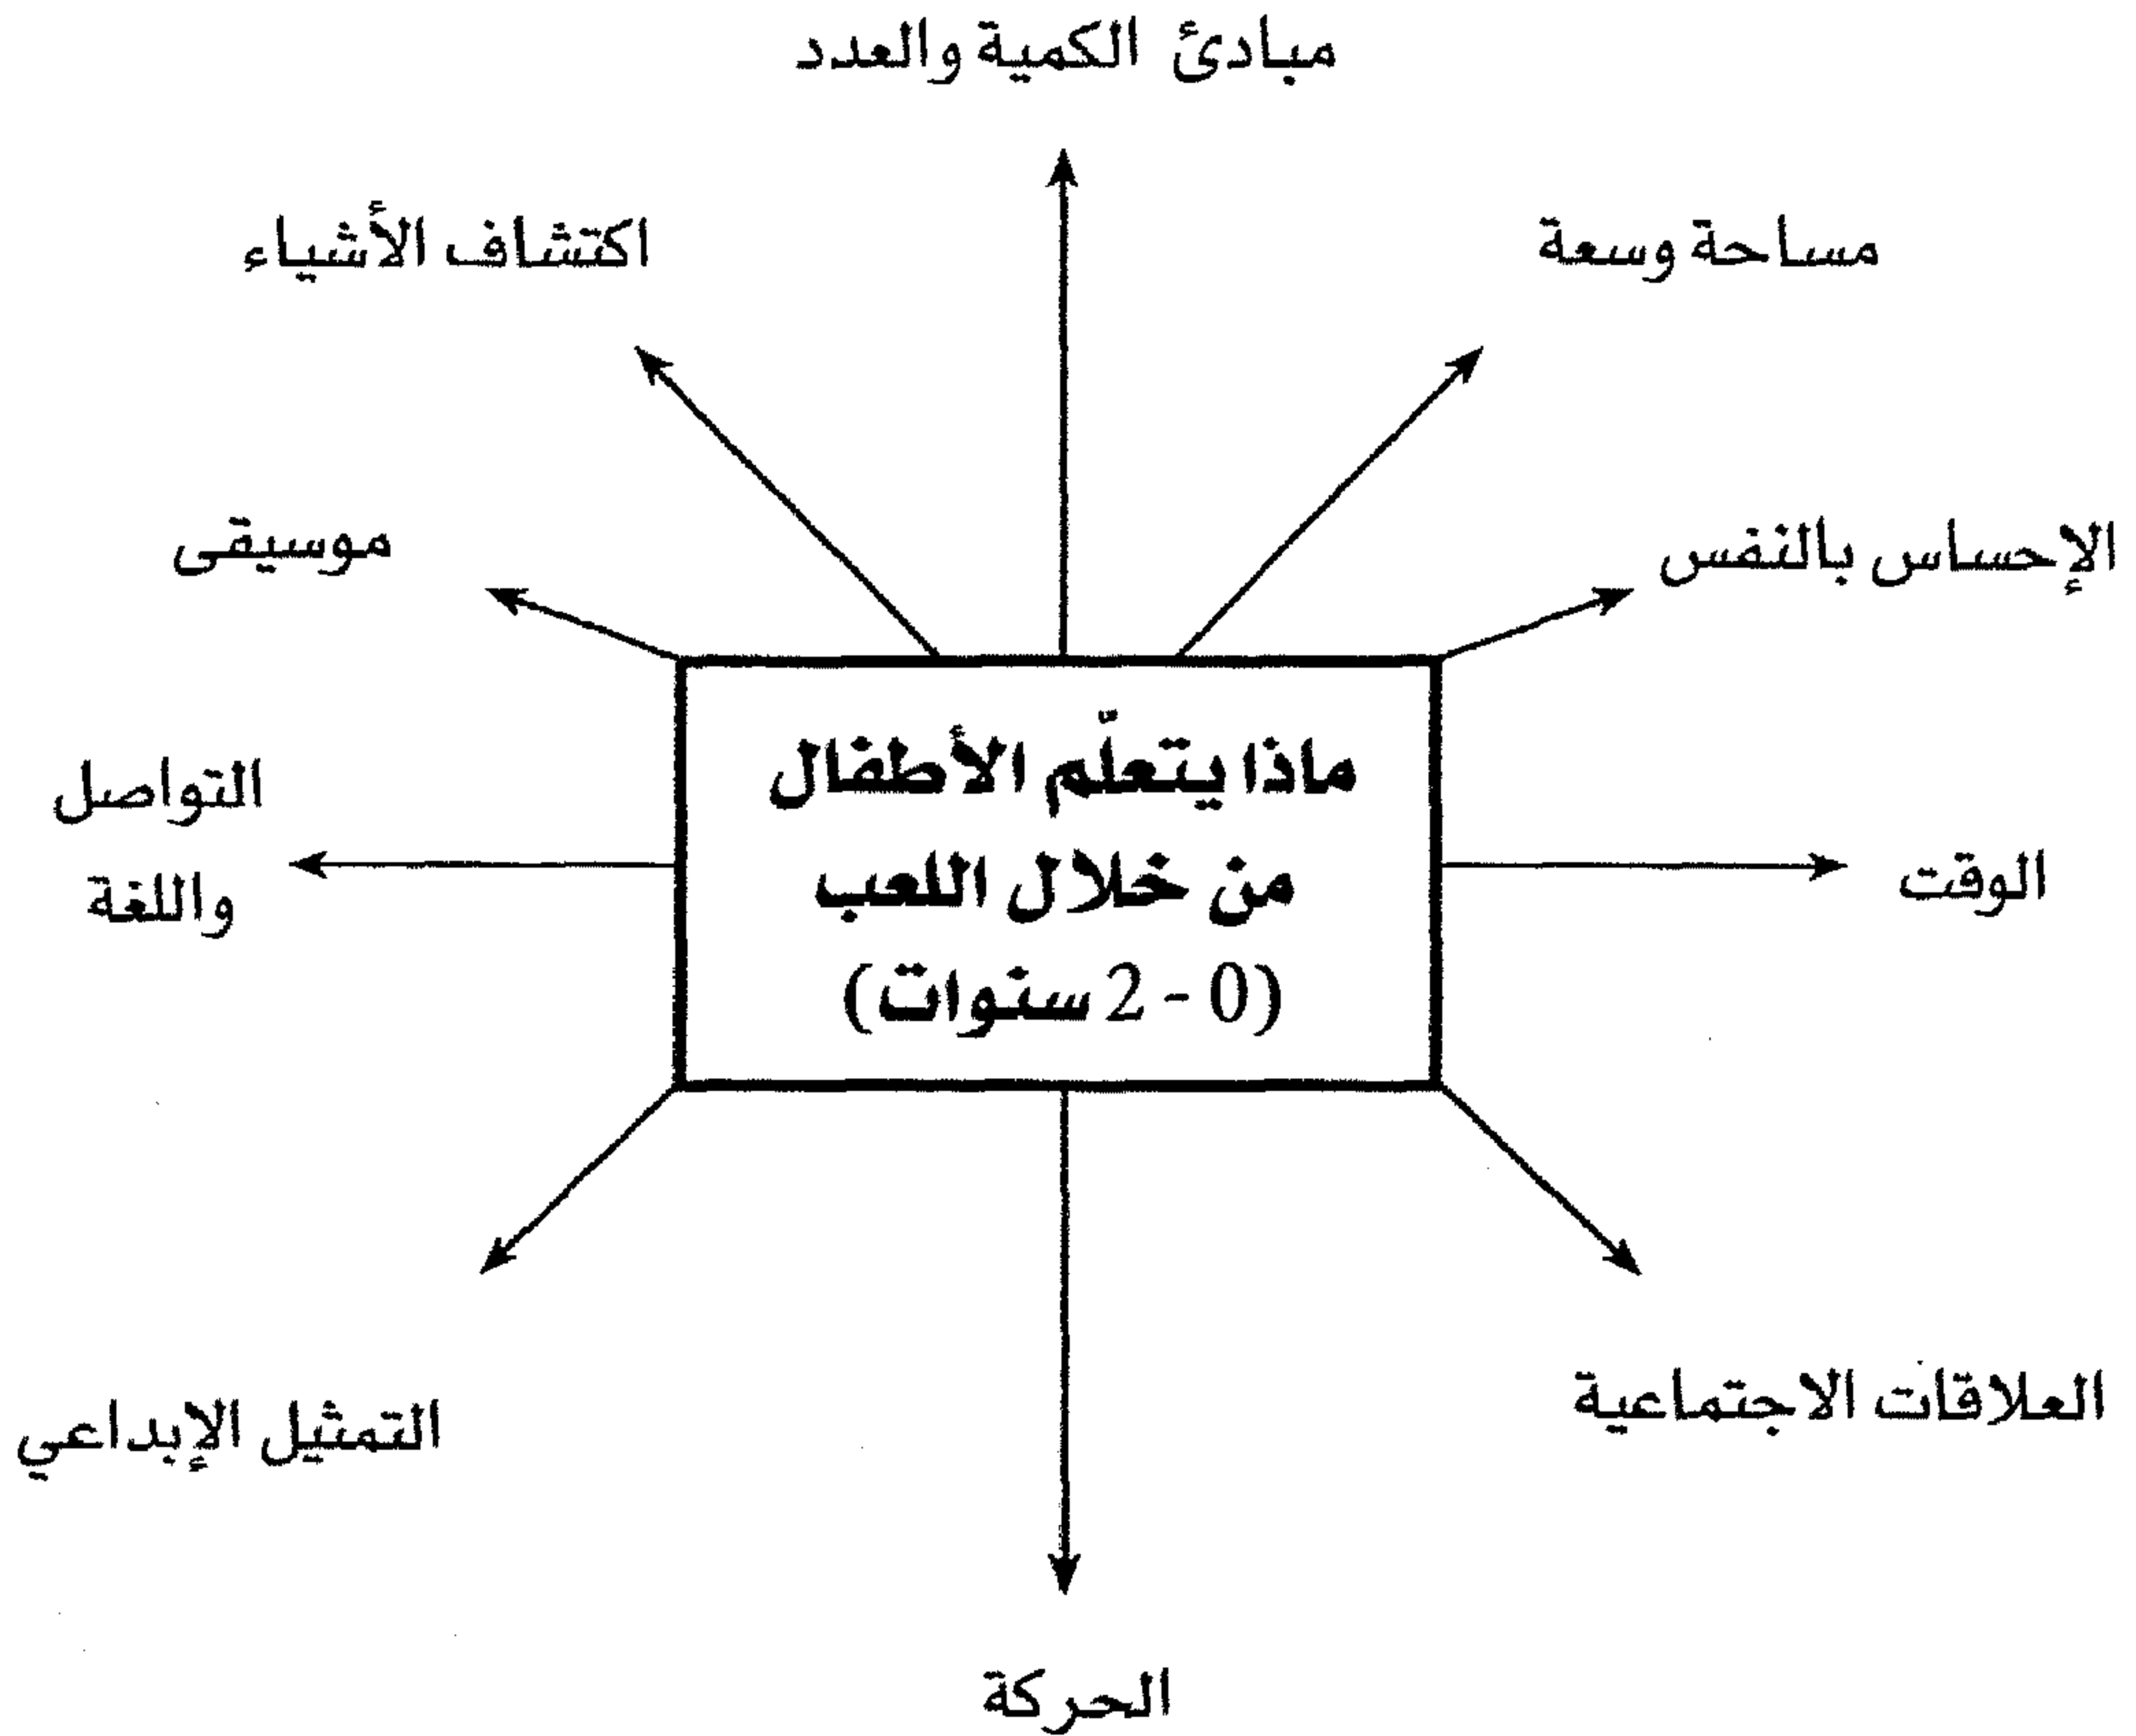 مبادئ الكمية والعدد
مساحة وسعة
اكتشاف الأشياء
الإحساس بالنفس
موسيقى
ماذا يتعلّم الأطفال
من خلال اللعب
(0 - 2 سنوات)
الوقت
التواصل
واللغة
العلاقات الاجتماعية
التمثيل الإبداعي
الحركة